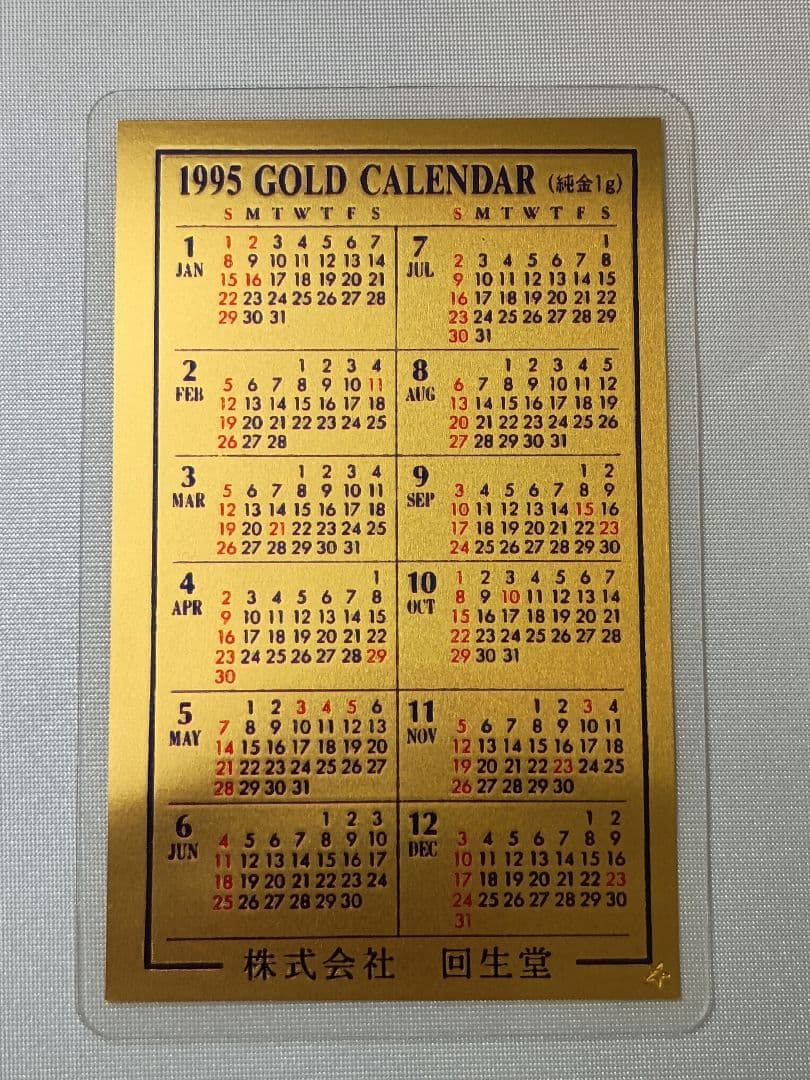 1995 GOLD CALENDAR (純金1g)
S M T W T F S
1 JAN
1 2 3 4 5 6 7
8 9 10 11 12 13 14
15 16 17 18 19 20 21
22 23 24 25 26 27 28
29 30 31
2 FEB
1 2 3 4
5 6 7 8 9 10 11
12 13 14 15 16 17 18
19 20 21 22 23 24 25
26 27 28
3 MAR
1 2 3 4
5 6 7 8 9 10 11
12 13 14 15 16 17 18
19 20 21 22 23 24 25
26 27 28 29 30 31
4 APR
1
2 3 4 5 6 7 8
9 10 11 12 13 14 15
16 17 18 19 20 21 22
23 24 25 26 27 28 29
30
5 MAY
1 2 3 4 5 6
7 8 9 10 11 12 13
14 15 16 17 18 19 20
21 22 23 24 25 26 27
28 29 30 31
6 JUN
1 2 3
4 5 6 7 8 9 10
11 12 13 14 15 16 17
18 19 20 21 22 23 24
25 26 27 28 29 30
S M T W T F S
7 JUL
1
2 3 4 5 6 7 8
9 10 11 12 13 14 15
16 17 18 19 20 21 22
23 24 25 26 27 28 29
30 31
8 AUG
1 2 3 4 5
6 7 8 9 10 11 12
13 14 15 16 17 18 19
20 21 22 23 24 25 26
27 28 29 30 31
9 SEP
1 2
3 4 5 6 7 8 9
10 11 12 13 14 15 16
17 18 19 20 21 22 23
24 25 26 27 28 29 30
10 OCT
1 2 3 4 5 6 7
8 9 10 11 12 13 14
15 16 17 18 19 20 21
22 23 24 25 26 27 28
29 30 31
11 NOV
1 2 3 4
5 6 7 8 9 10 11
12 13 14 15 16 17 18
19 20 21 22 23 24 25
26 27 28 29 30
12 DEC
1 2
3 4 5 6 7 8 9
10 11 12 13 14 15 16
17 18 19 20 21 22 23
24 25 26 27 28 29 30
31
株式会社 回生堂